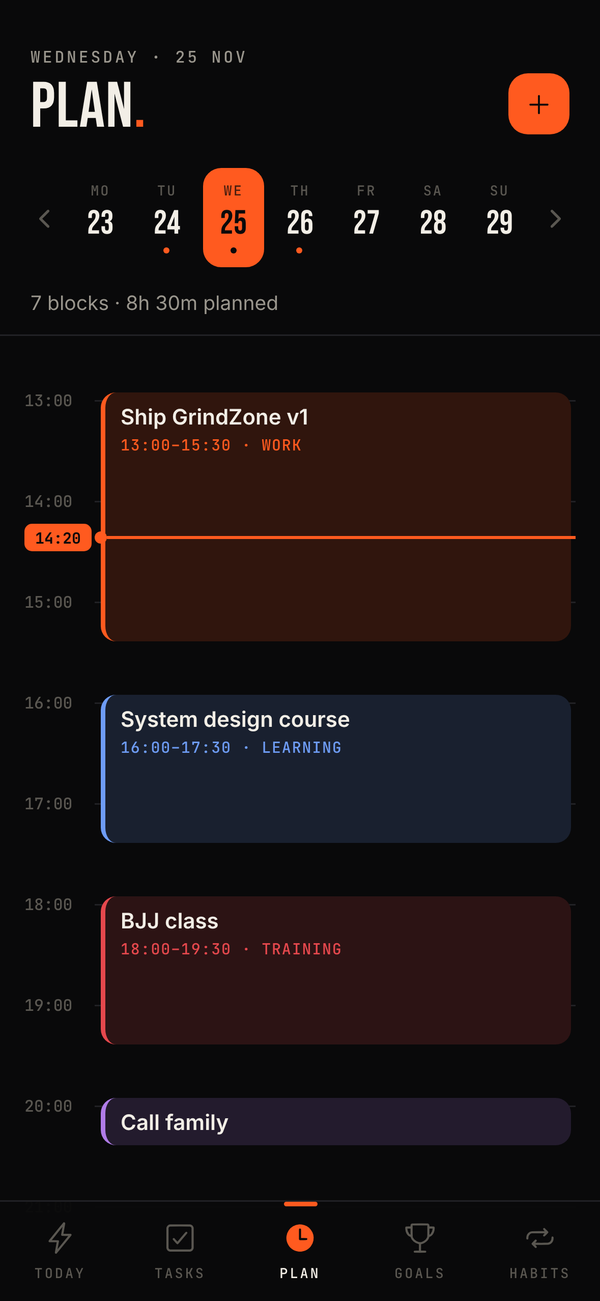 WEDNESDAY · 25 NOV
PLAN.
+
MO TU WE TH FR SA SU
23 24 25 26 27 28 29
7 blocks · 8h 30m planned
13:00
Ship GrindZone v1
13:00–15:30 · WORK
14:00
14:20
15:00
16:00
System design course
16:00–17:30 · LEARNING
17:00
18:00
BJJ class
18:00–19:30 · TRAINING
19:00
20:00
Call family
TODAY TASKS PLAN GOALS HABITS